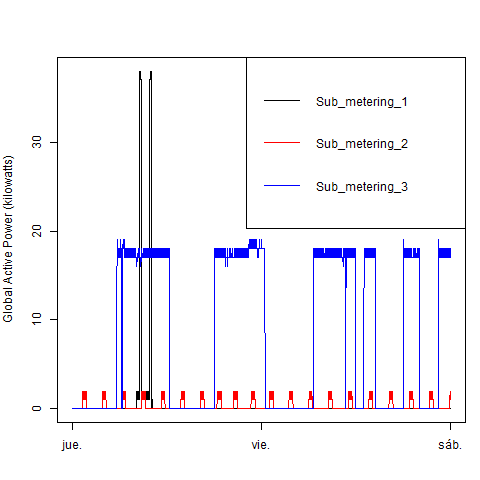 Sub_metering_1
Sub_metering_2
Sub_metering_3
Global Active Power (kilowatts)
30
20
10
0
jue.
vie.
sáb.